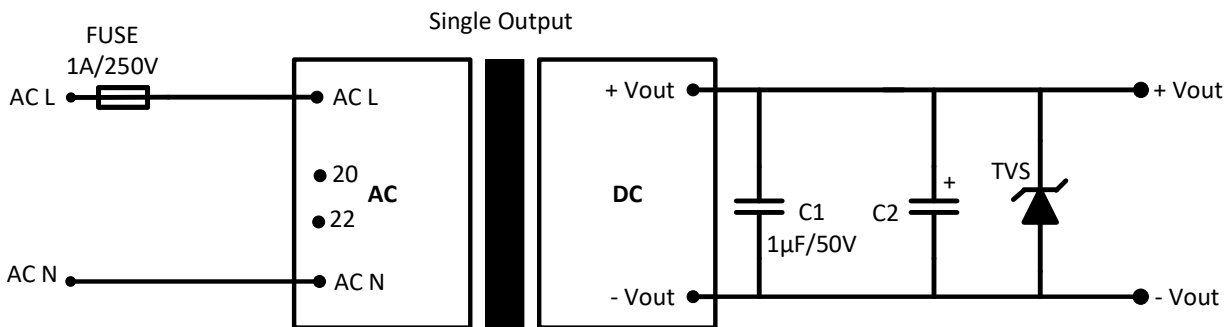 Single Output
FUSE
1A/250V
AC L
AC L
+ Vout
+ Vout
20
22
AC
DC
C1
1µF/50V
C2
+
TVS
AC N
AC N
- Vout
- Vout